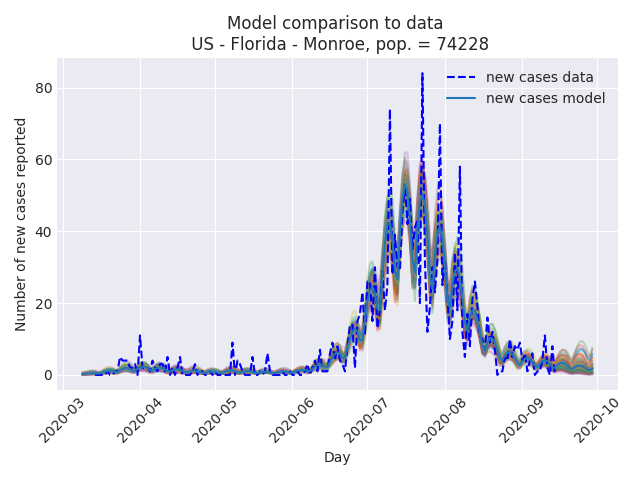 Model comparison to data
US - Florida - Monroe, pop. = 74228
new cases data
new cases model
Number of new cases reported
80
60
40
20
0
2020-03
2020-04
2020-05
2020-06
2020-07
2020-08
2020-09
2020-10
Day